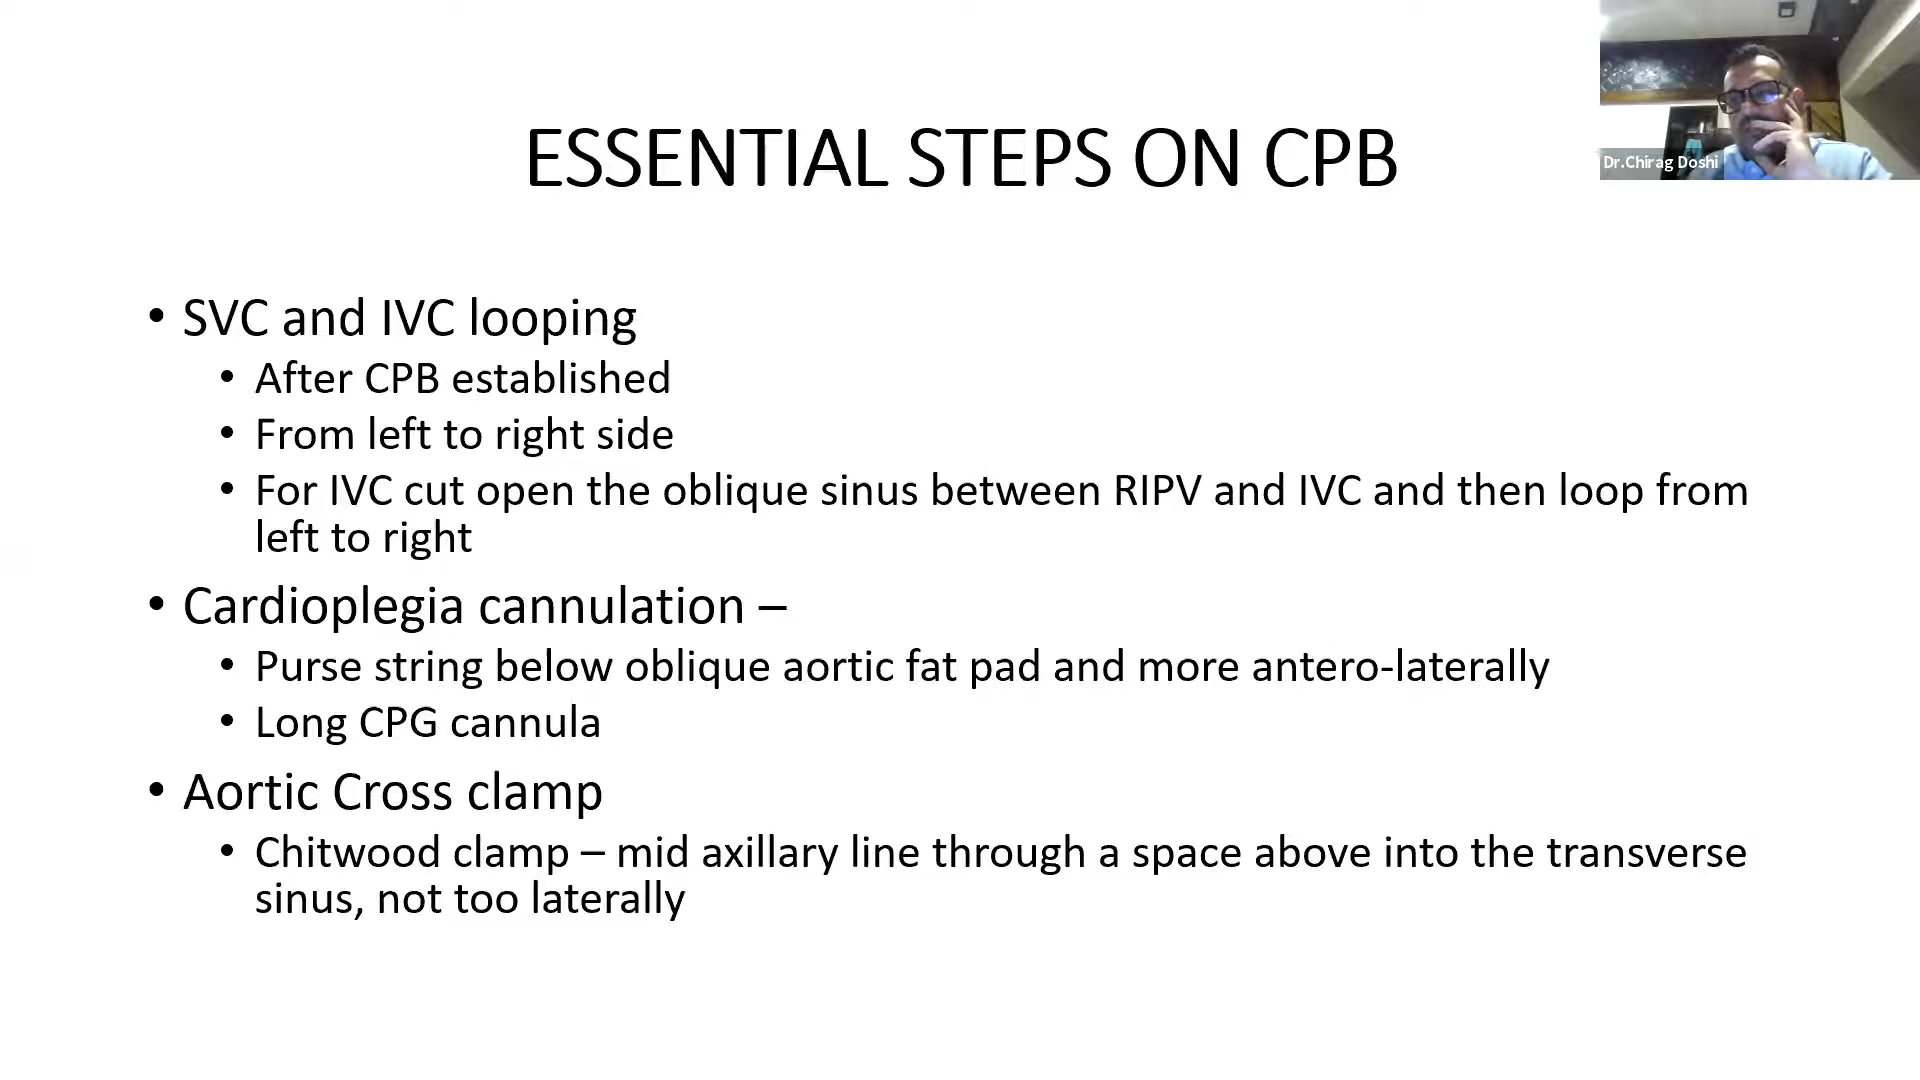 ESSENTIAL STEPS ON CPB
Dr.Chirag Doshi
• SVC and IVC looping
• After CPB established
• From left to right side
• For IVC cut open the oblique sinus between RIPV and IVC and then loop from
left to right
• Cardioplegia cannulation –
• Purse string below oblique aortic fat pad and more antero-laterally
• Long CPG cannula
• Aortic Cross clamp
• Chitwood clamp – mid axillary line through a space above into the transverse
sinus, not too laterally